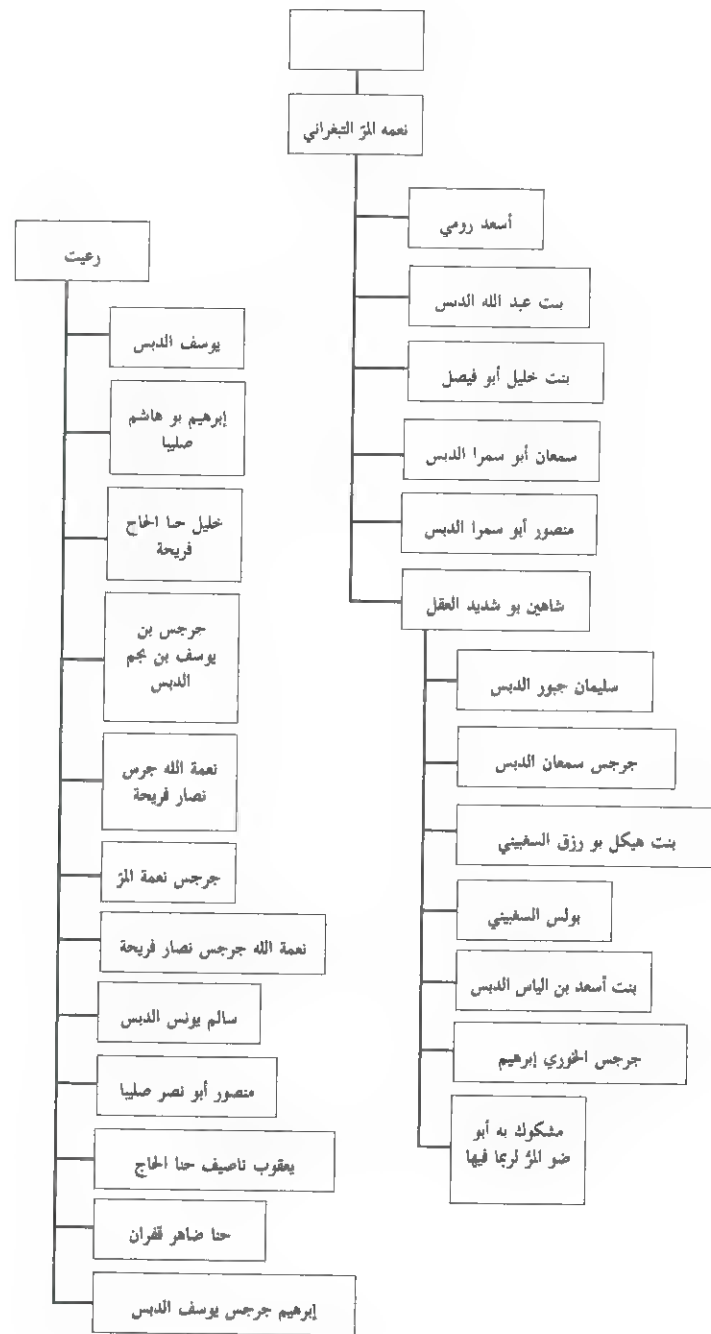 نعمه المرّ التبغراني
أسعد رومي
بنت عبد الله الدبس
بنت خليل أبو فيصل
سمعان أبو سمرا الدبس
منصور أبو سمرا الدبس
شاهين بو شديد العقل
سليمان جبور الدبس
جرجس سمعان الدبس
بنت هيكل بو رزق السغبيني
بولس السغبيني
بنت أسعد بن الياس الدبس
جرجس الخوري إبرهيم
مشكوك به أبو
ضو المرّ لربما فيها
رعيت
يوسف الدبس
إبرهيم بو هاشم
صليبا
خليل حنا الحاج
فريحة
جرجس بن
يوسف بن نجم
الدبس
نعمة الله جرس
نصار فريحة
جرجس نعمة المرّ
نعمة الله جرجس نصار فريحة
سالم يونس الدبس
منصور أبو نصر صليبا
يعقوب ناصيف حنا الحاج
حنا ضاهر قفران
إبرهيم جرجس يوسف الدبس